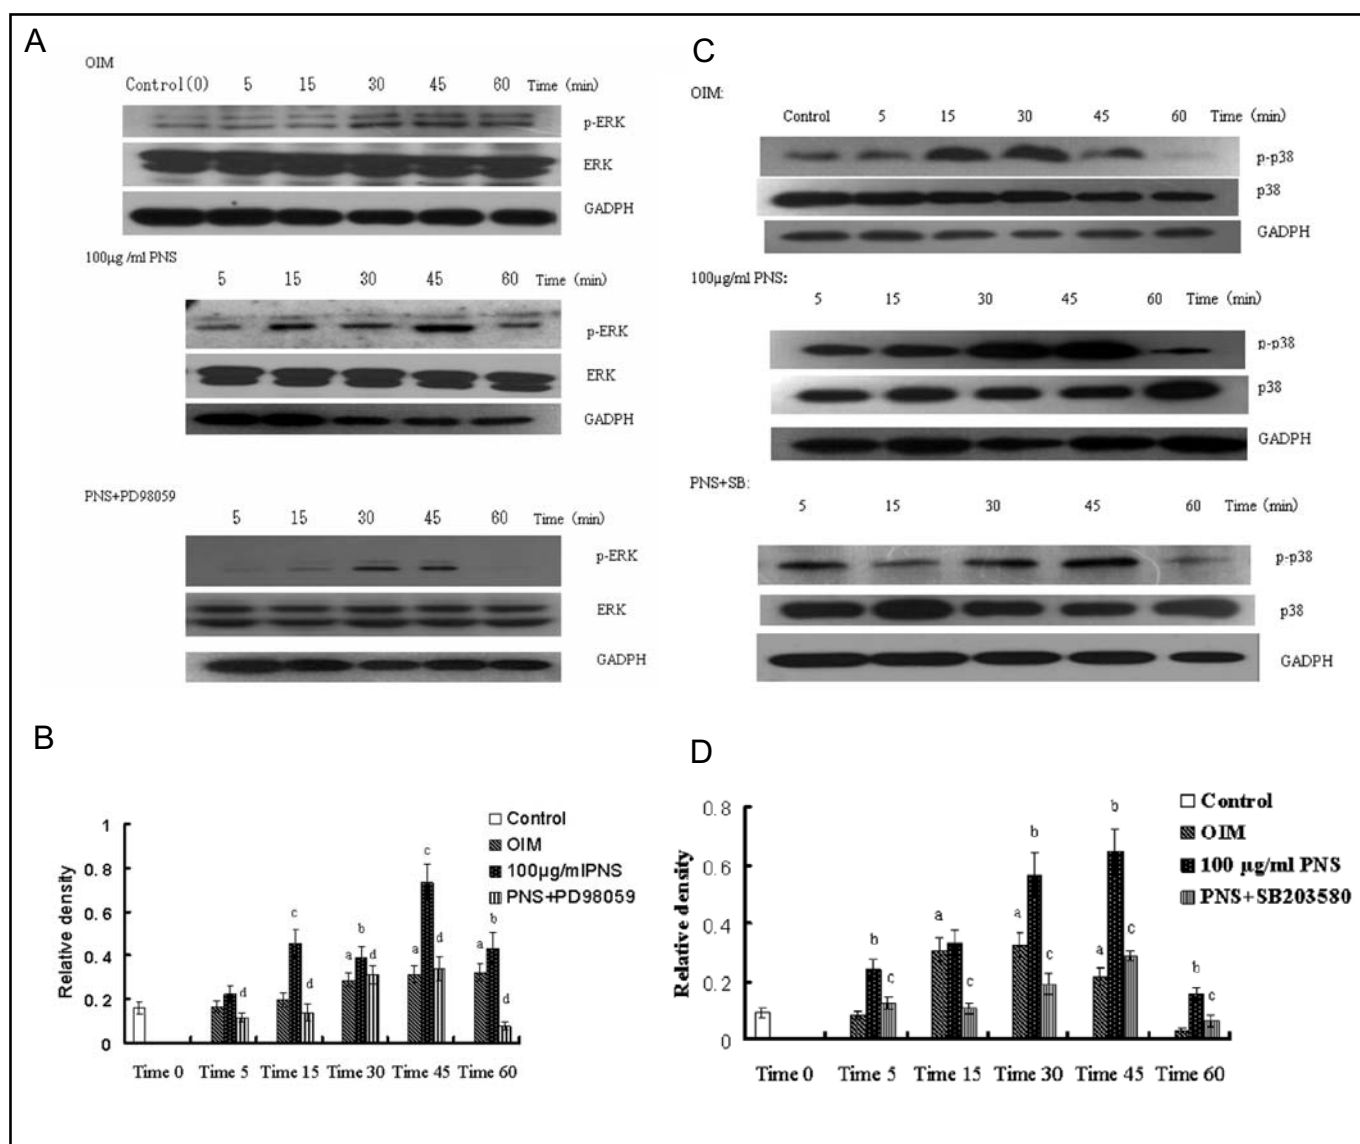 A
OIM
Control(0) 5 15 30 45 60 Time (min)
p-ERK
ERK
GADPH
100μg /ml PNS
5 15 30 45 60 Time (min)
p-ERK
ERK
GADPH
PNS+PD98059
5 15 30 45 60 Time (min)
p-ERK
ERK
GADPH
C
OIM:
Control 5 15 30 45 60 Time (min)
p-p38
p38
GADPH
100μg/ml PNS:
5 15 30 45 60 Time (min)
p-p38
p38
GADPH
PNS+SB:
5 15 30 45 60 Time (min)
p-p38
p38
GADPH
B
Relative density
1
0.8
0.6
0.4
0.2
0
Control
OIM
100μg/mlPNS
PNS+PD98059
d
c d
a b d
a c d
a b d
Time 0 Time 5 Time 15 Time 30 Time 45 Time 60
D
Relative density
0.8
0.6
0.4
0.2
0
Control
OIM
100 μg/ml PNS
PNS+SB203580
b c
a c
a b c
a b c
b c
Time 0 Time 5 Time 15 Time 30 Time 45 Time 60